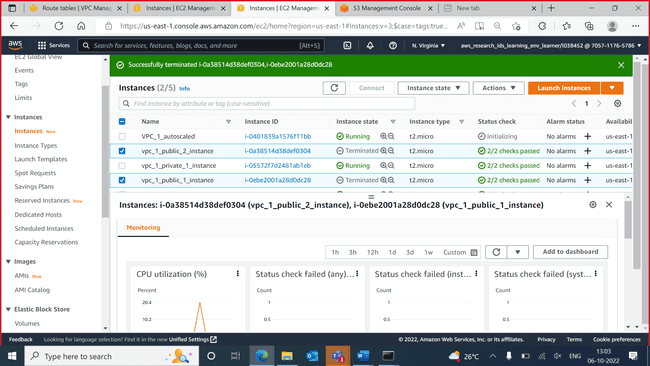 Route tables | VPC Manag
Instances | EC2 Management
Instances | EC2 Management
S3 Management Console
New tab
https://us-east-1.console.aws.amazon.com/ec2/home?region=us-east-1#Instances:v=3;$case=tags:true...
aws
Services
Search for services, features, blogs, docs, and more
[Alt+S]
N. Virginia
aws_research_ids_learning_env_learner/l038452 @ 7057-1176-5786
EC2 Global View
Events
Tags
Limits
Instances
Instances New
Instance Types
Launch Templates
Spot Requests
Savings Plans
Reserved Instances New
Dedicated Hosts
Scheduled Instances
Capacity Reservations
Images
AMIs New
AMI Catalog
Elastic Block Store
Volumes
Successfully terminated i-0a38514d38def0304,i-0ebe2001a28d0dc28
Instances (2/5) Info
Connect
Instance state
Actions
Launch instances
Find instance by attribute or tag (case-sensitive)
1
Name
Instance ID
Instance state
Instance type
Status check
Alarm status
Availabi
VPC_1_autoscaled
i-0401839a1576f11bb
Running
t2.micro
Initializing
No alarms
us-east-1
vpc_1_public_2_instance
i-0a38514d38def0304
Terminated
t2.micro
2/2 checks passed
No alarms
us-east-1
vpc_1_private_1_instance
i-05572f7d2481ab1eb
Running
t2.micro
2/2 checks passed
No alarms
us-east-1
vpc_1_public_1_instance
i-0ebe2001a28d0dc28
Terminated
t2.micro
2/2 checks passed
No alarms
us-east-1
Instances: i-0a38514d38def0304 (vpc_1_public_2_instance), i-0ebe2001a28d0dc28 (vpc_1_public_1_instance)
Monitoring
1h
3h
12h
1d
3d
1w
Custom
Add to dashboard
CPU utilization (%)
Percent
20.4
10.2
Status check failed (any)...
Count
1
0.5
Status check failed (inst...
Count
1
0.5
Status check failed (syst...
Count
1
0.5
Feedback
Looking for language selection? Find it in the new Unified Settings
© 2022, Amazon Web Services, Inc. or its affiliates.
Privacy
Terms
Cookie preferences
Type here to search
26°C
ENG
13:03
06-10-2022